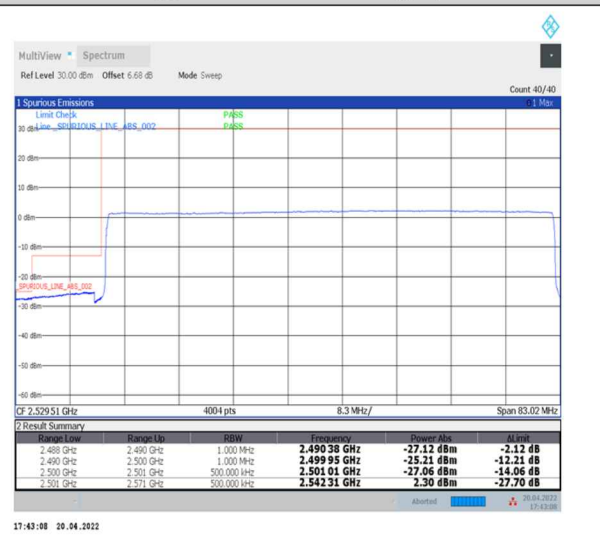 MultiView Spectrum
Ref Level 30.00 dBm Offset 6.68 dB Mode Sweep
Count 40/40
1 Spurious Emissions 1 Max
Limit Check PASS
Line _SPURIOUS_LINE_ABS_002 PASS
30 dBm
20 dBm
10 dBm
0 dBm
-10 dBm
-20 dBm
_SPURIOUS_LINE_ABS_002
-30 dBm
-40 dBm
-50 dBm
-60 dBm
CF 2.529 51 GHz 4004 pts 8.3 MHz/ Span 83.02 MHz
2 Result Summary
Range Low Range Up RBW Frequency Power Abs ΔLimit
2.488 GHz 2.490 GHz 1.000 MHz 2.490 38 GHz -27.12 dBm -2.12 dB
2.490 GHz 2.500 GHz 1.000 MHz 2.499 95 GHz -25.21 dBm -12.21 dB
2.500 GHz 2.501 GHz 500.000 kHz 2.501 01 GHz -27.06 dBm -14.06 dB
2.501 GHz 2.571 GHz 500.000 kHz 2.542 31 GHz 2.30 dBm -27.70 dB
Aborted 20.04.2022
17:43:08
17:43:08 20.04.2022